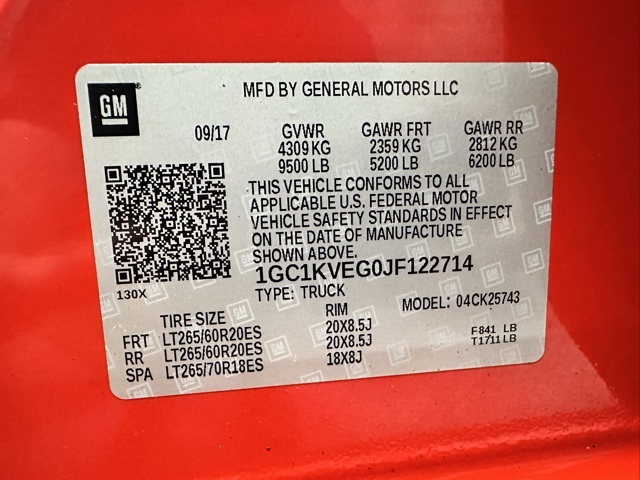 GM
MFD BY GENERAL MOTORS LLC
09/17 GVWR GAWR FRT GAWR RR
4309 KG 2359 KG 2812 KG
9500 LB 5200 LB 6200 LB
THIS VEHICLE CONFORMS TO ALL
APPLICABLE U.S. FEDERAL MOTOR
VEHICLE SAFETY STANDARDS IN EFFECT
ON THE DATE OF MANUFACTURE
SHOWN ABOVE.
1GC1KVEG0JF122714
130X
TYPE: TRUCK MODEL: 04CK25743
TIRE SIZE RIM
FRT LT265/60R20ES 20X8.5J F841 LB
RR LT265/60R20ES 20X8.5J T1711LB
SPA LT265/70R18ES 18X8J